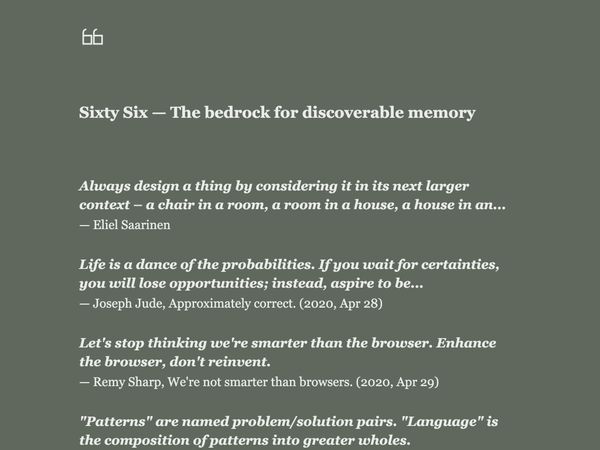 Sixty Six — The bedrock for discoverable memory
Always design a thing by considering it in its next larger
context – a chair in a room, a room in a house, a house in an...
— Eliel Saarinen
Life is a dance of the probabilities. If you wait for certainties,
you will lose opportunities; instead, aspire to be...
— Joseph Jude, Approximately correct. (2020, Apr 28)
Let's stop thinking we're smarter than the browser. Enhance
the browser, don't reinvent.
— Remy Sharp, We're not smarter than browsers. (2020, Apr 29)
"Patterns" are named problem/solution pairs. "Language" is
the composition of patterns into greater wholes.